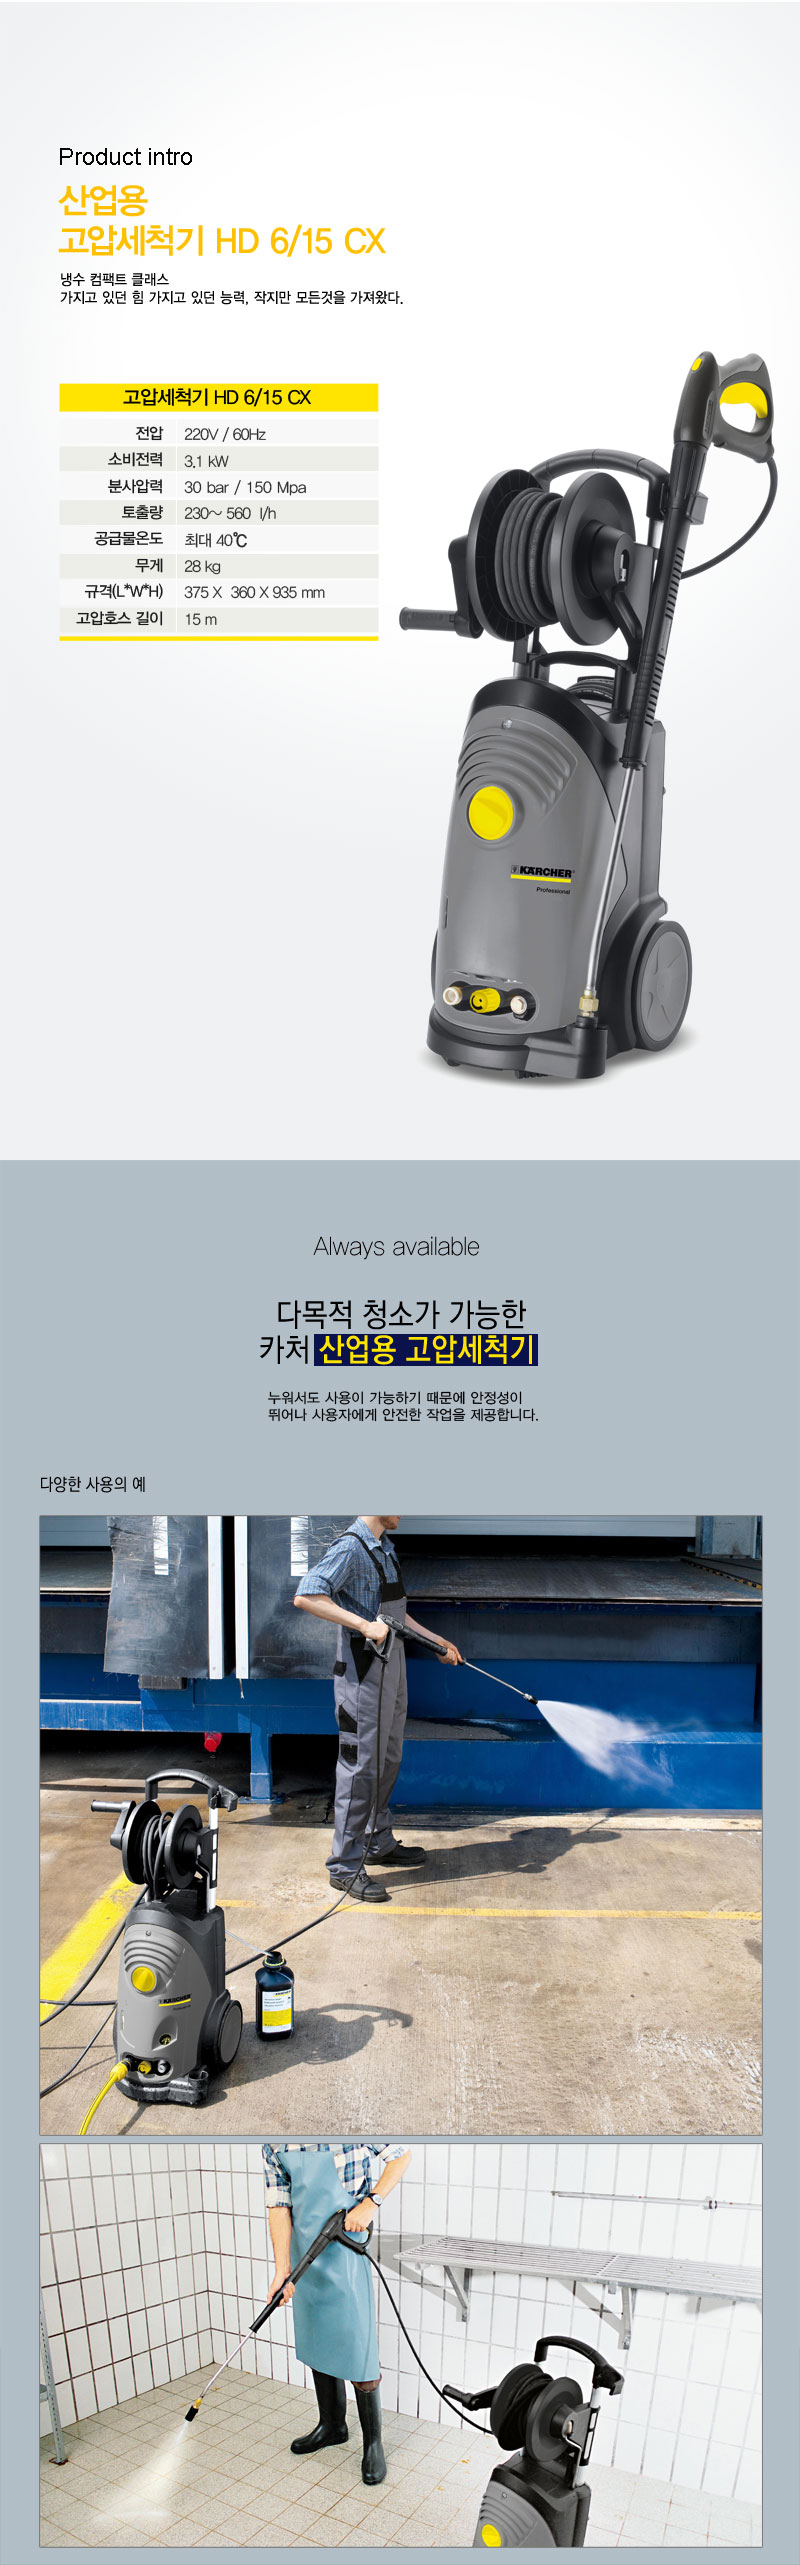 Product intro
산업용
고압세척기 HD 6/15 CX
냉수 컴팩트 클래스
가지고 있던 힘 가지고 있던 능력, 작지만 모든것을 가져왔다.
고압세척기 HD 6/15 CX
전압 220V / 60Hz
소비전력 3.1 kW
분사압력 30 bar / 150 Mpa
토출량 230~ 560 l/h
공급물온도 최대 40℃
무게 28 kg
규격(L*W*H) 375 X 360 X 935 mm
고압호스 길이 15 m
KÄRCHER
Professional
Always available
다목적 청소가 가능한
카처 산업용 고압세척기
누워서도 사용이 가능하기 때문에 안정성이
뛰어나 사용자에게 안전한 작업을 제공합니다.
다양한 사용의 예
KÄRCHER
KÄRCHER